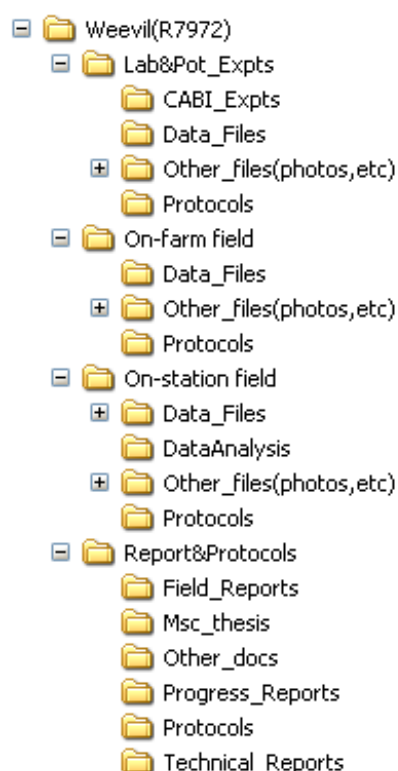 Weevil(R7972)
Lab&Pot_Expts
CABI_Expts
Data_Files
Other_files(photos,etc)
Protocols
On-farm field
Data_Files
Other_files(photos,etc)
Protocols
On-station field
Data_Files
DataAnalysis
Other_files(photos,etc)
Protocols
Report&Protocols
Field_Reports
Msc_thesis
Other_docs
Progress_Reports
Protocols
Technical_Reports